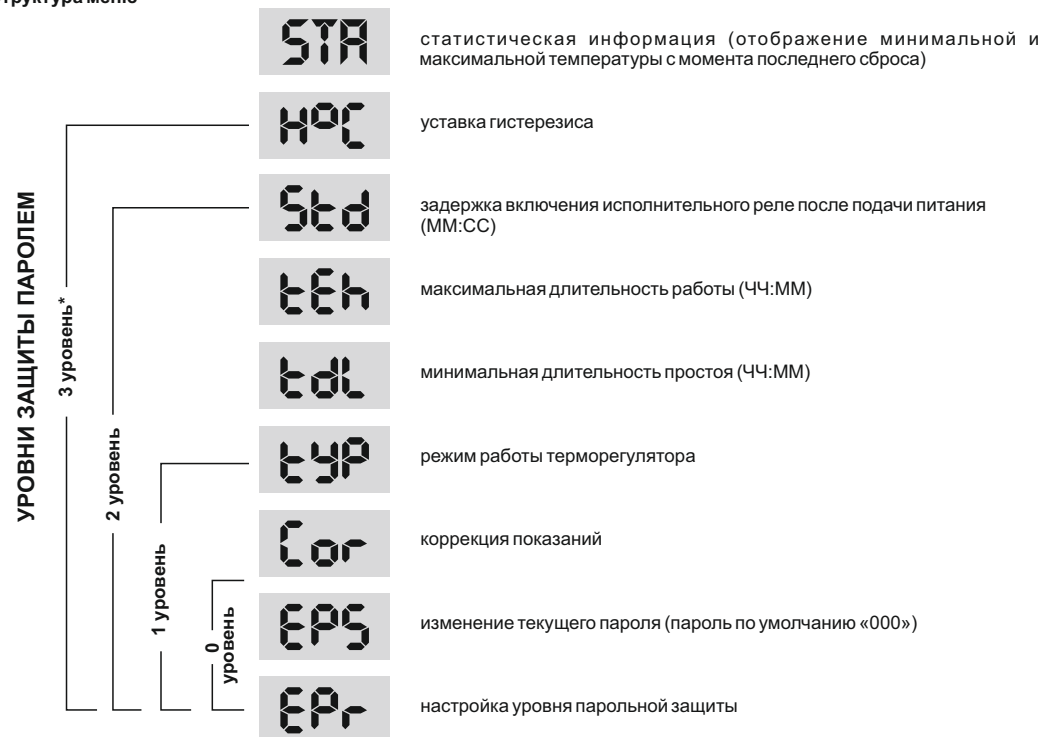 структура меню
STA
статистическая информация (отображение минимальной и
максимальной температуры с момента последнего сброса)
H°C
уставка гистерезиса
Std
задержка включения исполнительного реле после подачи питания
(ММ:СС)
tEh
максимальная длительность работы (ЧЧ:ММ)
tdL
минимальная длительность простоя (ЧЧ:ММ)
tYP
режим работы терморегулятора
Cor
коррекция показаний
EPS
изменение текущего пароля (пароль по умолчанию «000»)
EPr
настройка уровня парольной защиты
УРОВНИ ЗАЩИТЫ ПАРОЛЕМ
3 уровень*
2 уровень
1 уровень
0
уровень